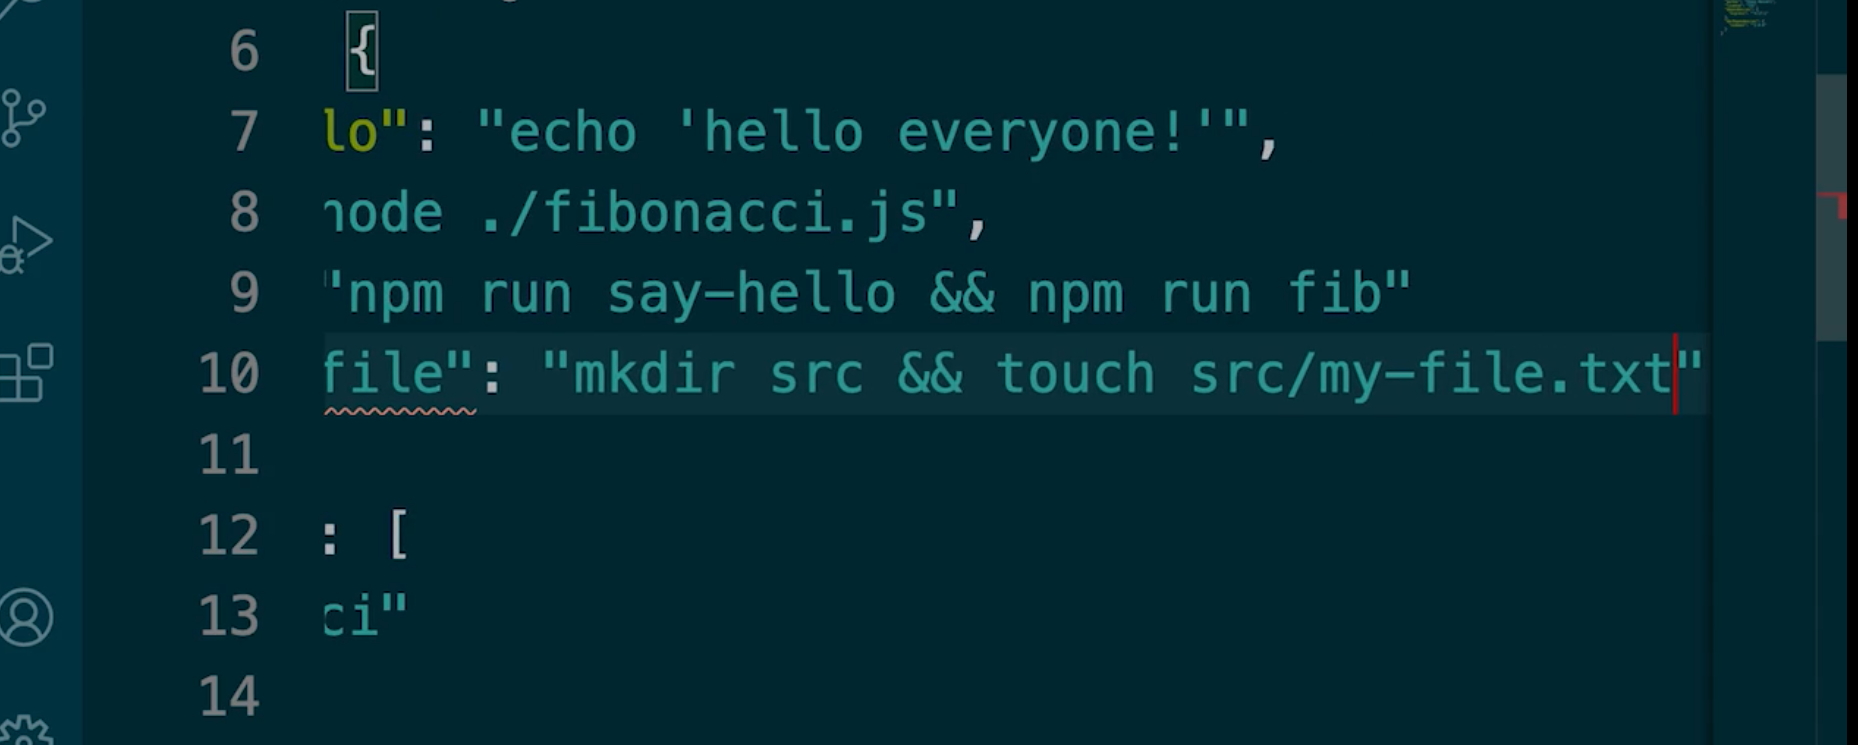 6 {
7 lo": "echo 'hello everyone!'",
8 node ./fibonacci.js",
9 "npm run say-hello && npm run fib"
10 file": "mkdir src && touch src/my-file.txt"
11
12 : [
13 ci"
14